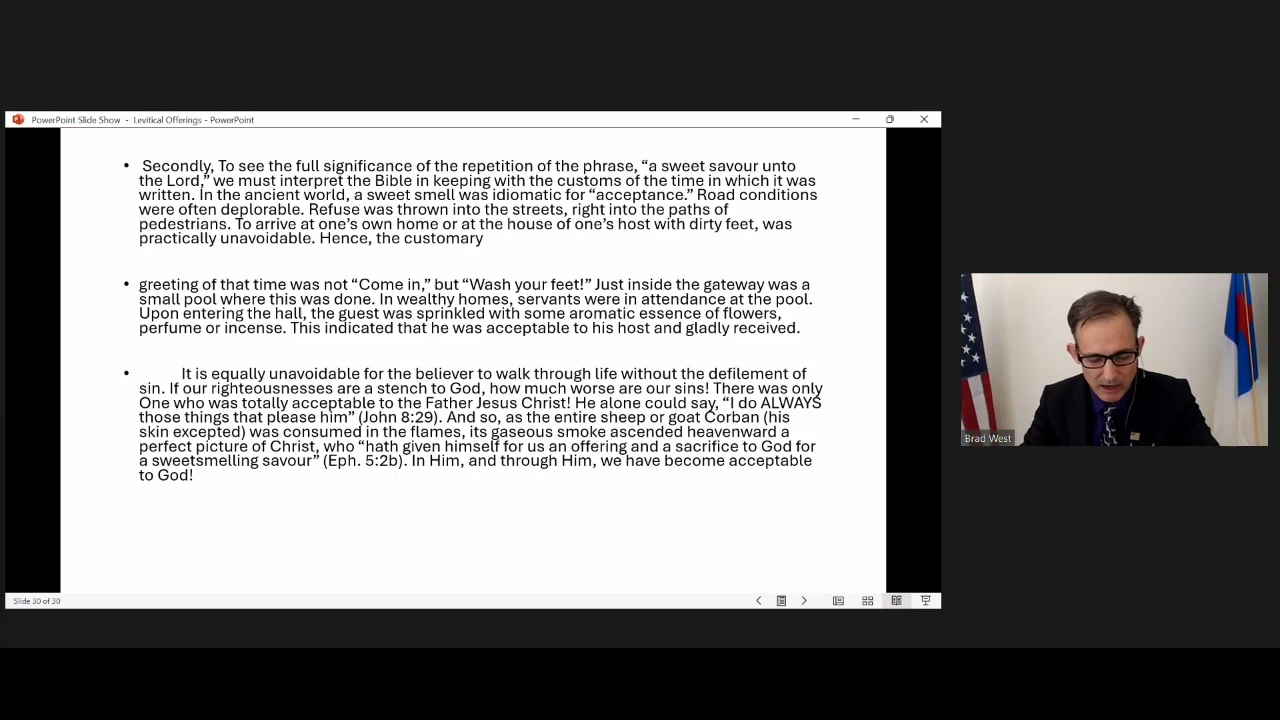 PowerPoint Slide Show - Levitical Offerings - PowerPoint
• Secondly, To see the full significance of the repetition of the phrase, “a sweet savour unto
the Lord,” we must interpret the Bible in keeping with the customs of the time in which it was
written. In the ancient world, a sweet smell was idiomatic for “acceptance.” Road conditions
were often deplorable. Refuse was thrown into the streets, right into the paths of
pedestrians. To arrive at one’s own home or at the house of one’s host with dirty feet, was
practically unavoidable. Hence, the customary
• greeting of that time was not “Come in,” but “Wash your feet!” Just inside the gateway was a
small pool where this was done. In wealthy homes, servants were in attendance at the pool.
Upon entering the hall, the guest was sprinkled with some aromatic essence of flowers,
perfume or incense. This indicated that he was acceptable to his host and gladly received.
• It is equally unavoidable for the believer to walk through life without the defilement of
sin. If our righteousnesses are a stench to God, how much worse are our sins! There was only
One who was totally acceptable to the Father Jesus Christ! He alone could say, “I do ALWAYS
those things that please him” (John 8:29). And so, as the entire sheep or goat Corban (his
skin excepted) was consumed in the flames, its gaseous smoke ascended heavenward a
perfect picture of Christ, who “hath given himself for us an offering and a sacrifice to God for
a sweetsmelling savour” (Eph. 5:2b). In Him, and through Him, we have become acceptable
to God!
Slide 30 of 30
Brad West